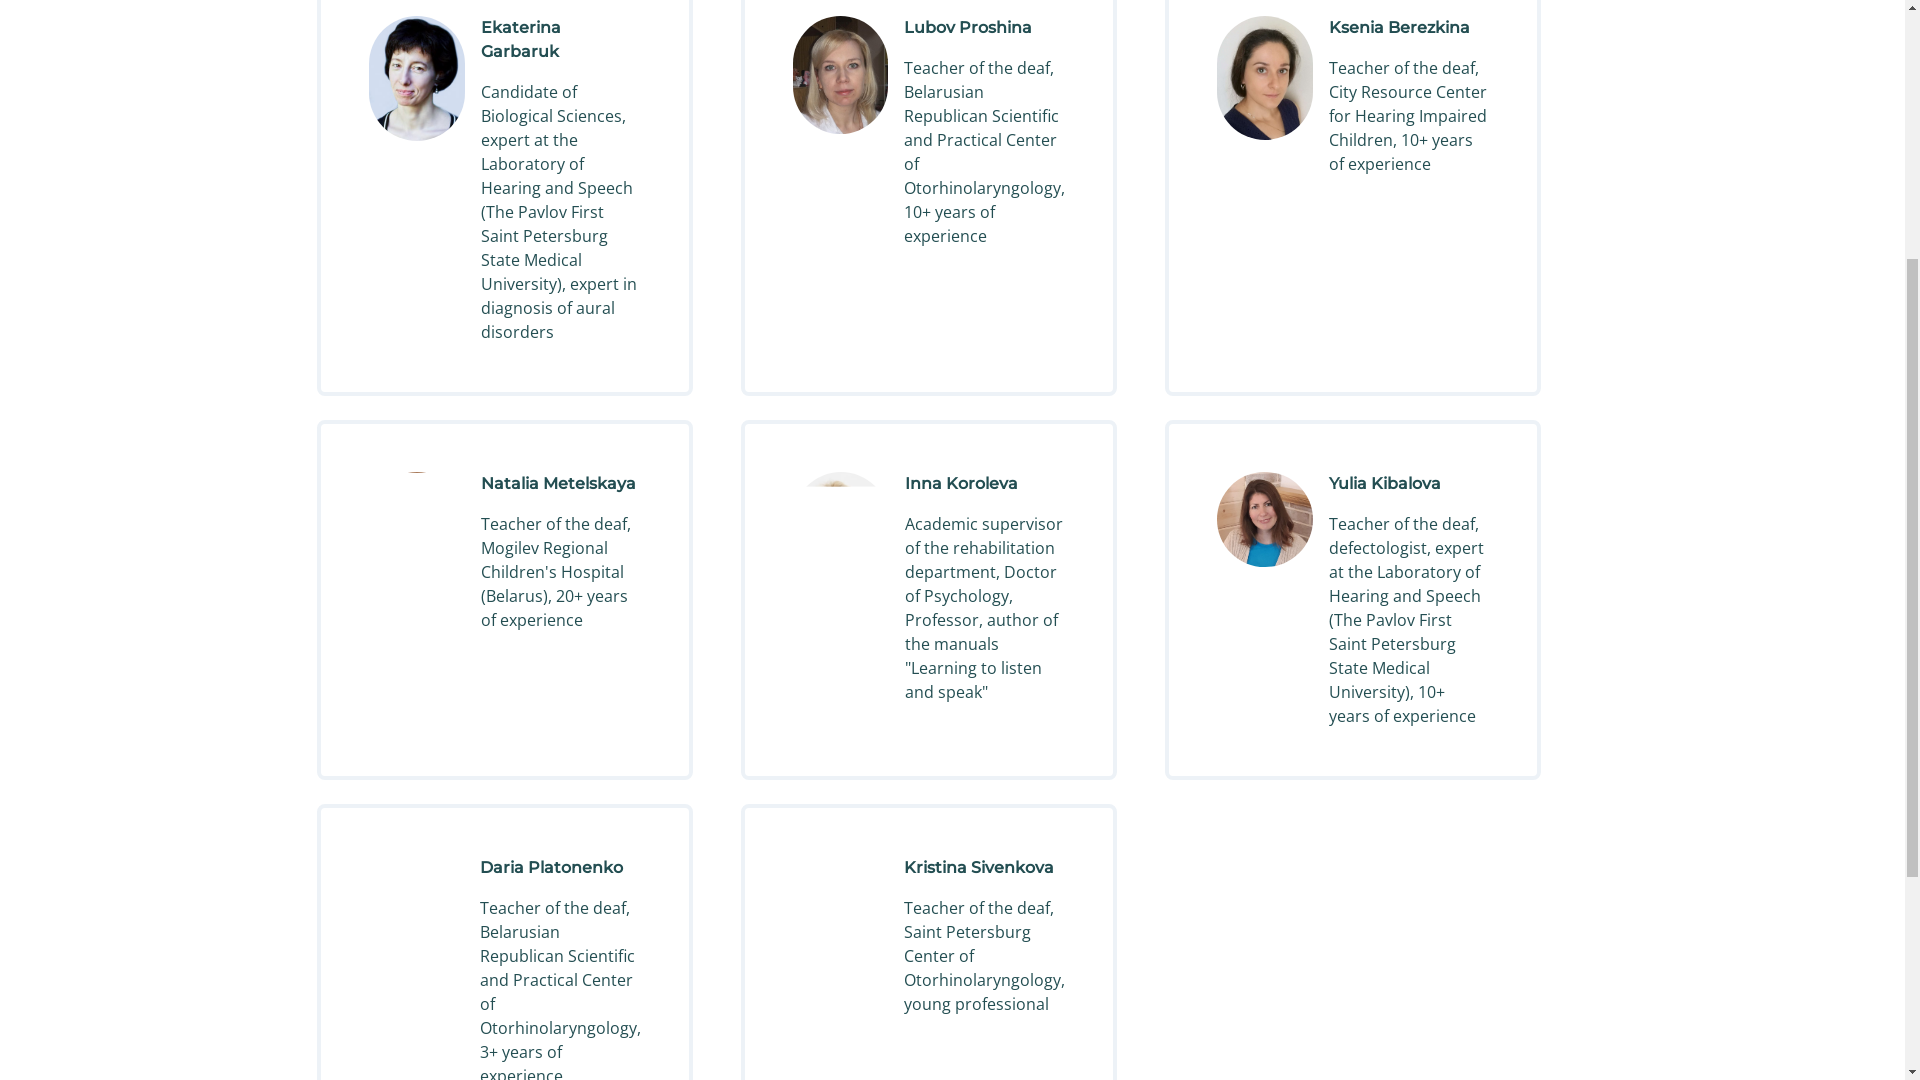 Ekaterina
Garbaruk
Candidate of
Biological Sciences,
expert at the
Laboratory of
Hearing and Speech
(The Pavlov First
Saint Petersburg
State Medical
University), expert in
diagnosis of aural
disorders
Lubov Proshina
Teacher of the deaf,
Belarusian
Republican Scientific
and Practical Center
of
Otorhinolaryngology,
10+ years of
experience
Ksenia Berezkina
Teacher of the deaf,
City Resource Center
for Hearing Impaired
Children, 10+ years
of experience
Natalia Metelskaya
Teacher of the deaf,
Mogilev Regional
Children's Hospital
(Belarus), 20+ years
of experience
Inna Koroleva
Academic supervisor
of the rehabilitation
department, Doctor
of Psychology,
Professor, author of
the manuals
"Learning to listen
and speak"
Yulia Kibalova
Teacher of the deaf,
defectologist, expert
at the Laboratory of
Hearing and Speech
(The Pavlov First
Saint Petersburg
State Medical
University), 10+
years of experience
Daria Platonenko
Teacher of the deaf,
Belarusian
Republican Scientific
and Practical Center
of
Otorhinolaryngology,
3+ years of
experience
Kristina Sivenkova
Teacher of the deaf,
Saint Petersburg
Center of
Otorhinolaryngology,
young professional